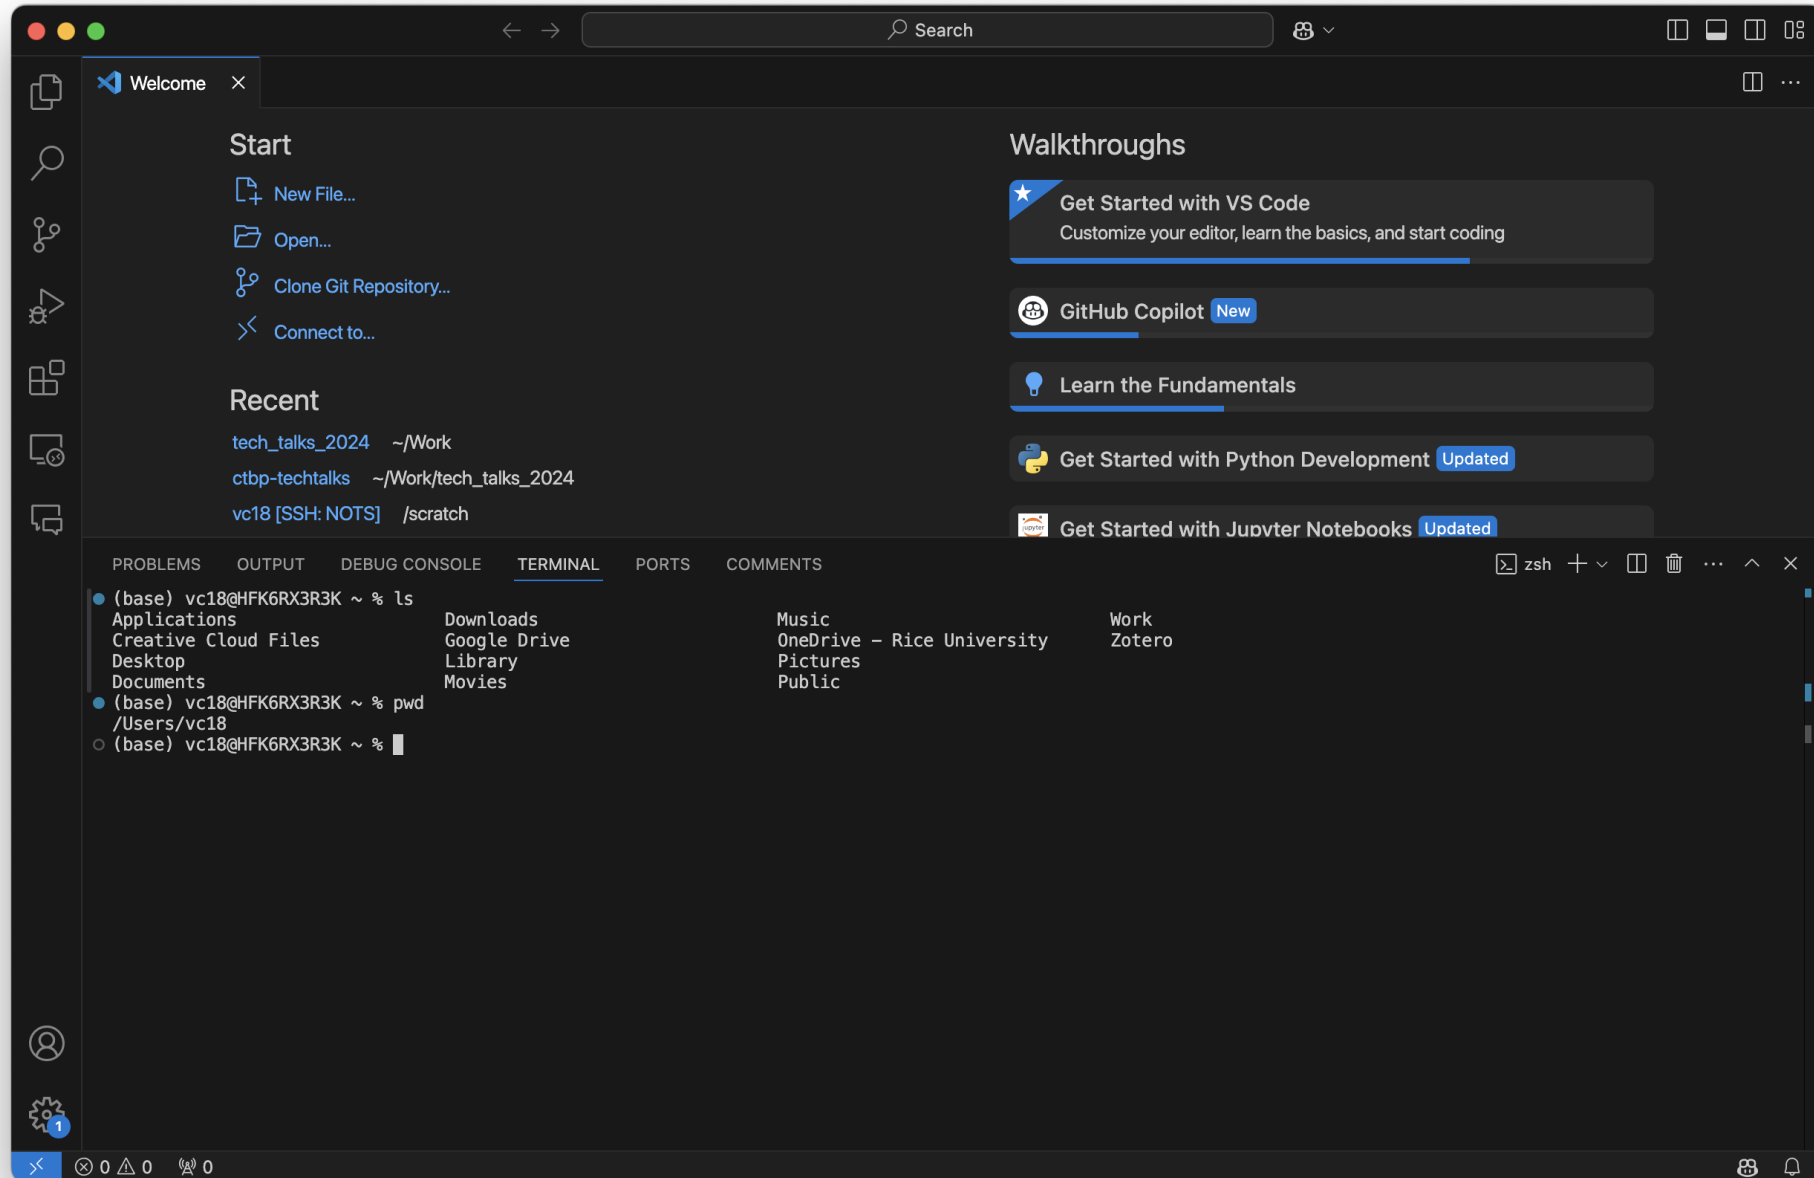 Search
Welcome
Start
New File...
Open...
Clone Git Repository...
Connect to...
Recent
tech_talks_2024 ~/Work
ctbp-techtalks ~/Work/tech_talks_2024
vc18 [SSH: NOTS] /scratch
Walkthroughs
Get Started with VS Code
Customize your editor, learn the basics, and start coding
GitHub Copilot New
Learn the Fundamentals
Get Started with Python Development Updated
jupyter
Get Started with Jupyter Notebooks Updated
PROBLEMS OUTPUT DEBUG CONSOLE TERMINAL PORTS COMMENTS zsh
(base) vc18@HFK6RX3R3K ~ % ls
Applications Downloads Music Work
Creative Cloud Files Google Drive OneDrive – Rice University Zotero
Desktop Library Pictures
Documents Movies Public
(base) vc18@HFK6RX3R3K ~ % pwd
/Users/vc18
(base) vc18@HFK6RX3R3K ~ %
1
0 0 0